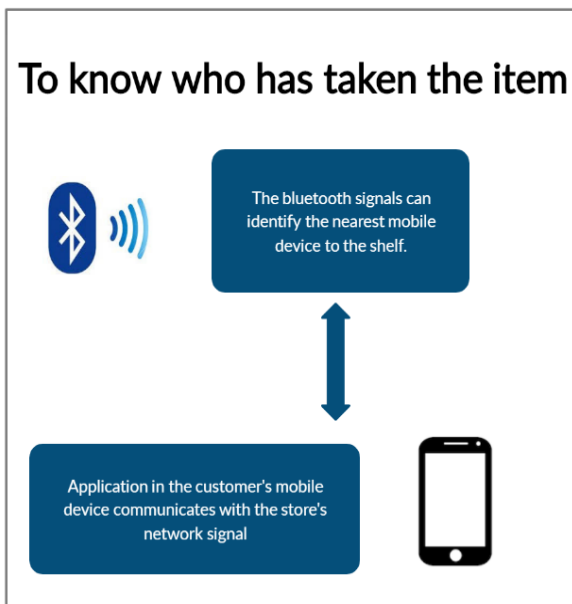 To know who has taken the item
The bluetooth signals can
identify the nearest mobile
device to the shelf.
Application in the customer's mobile
device communicates with the store's
network signal